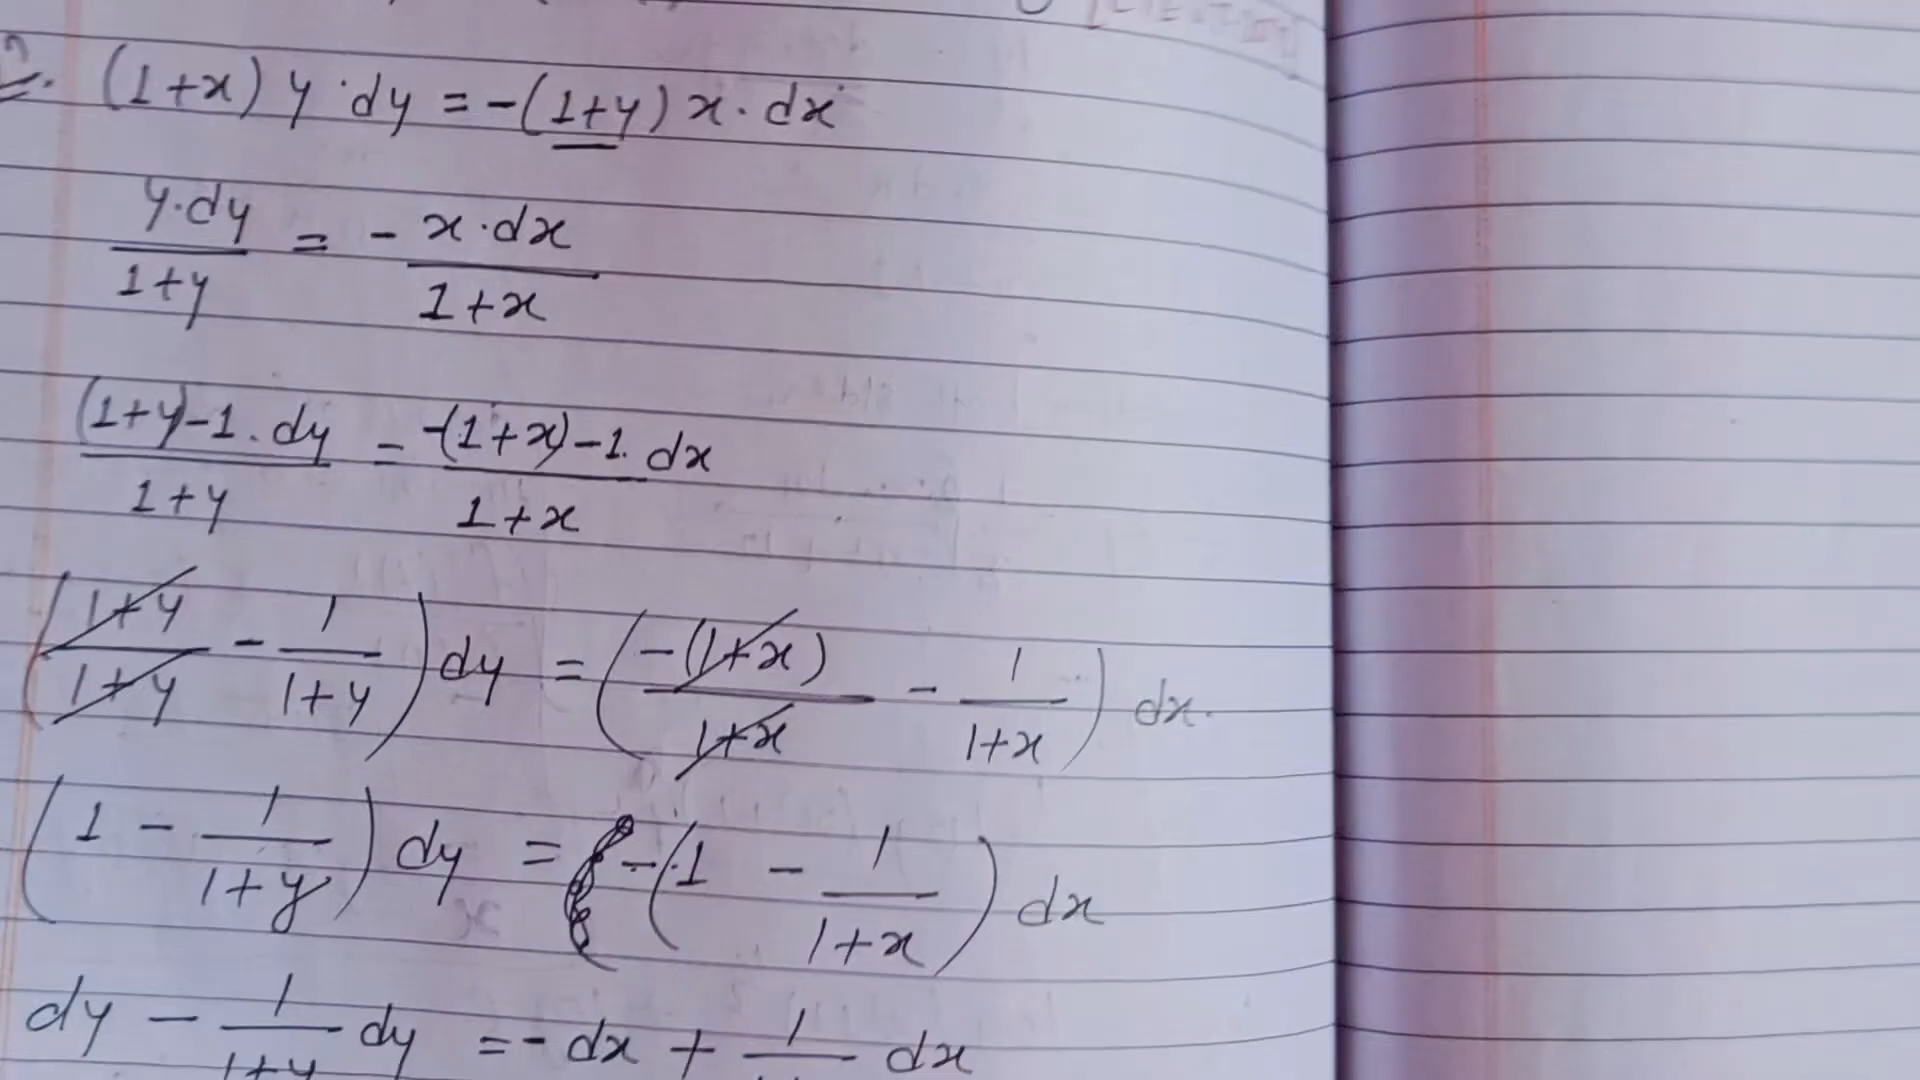 (1+x) y · dy = -(1+y) x · dx
y·dy/1+y = - x·dx/1+x
(1+y)-1 . dy/1+y = -(1+x)-1. dx/1+x
(1+y/1+y - 1/1+y) dy = (-(1+x)/1+x - 1/1+x) dx.
(1 - 1/1+y) dy = -(1 - 1/1+x) dx
dy - 1/1+y dy = - dx + 1/ dx